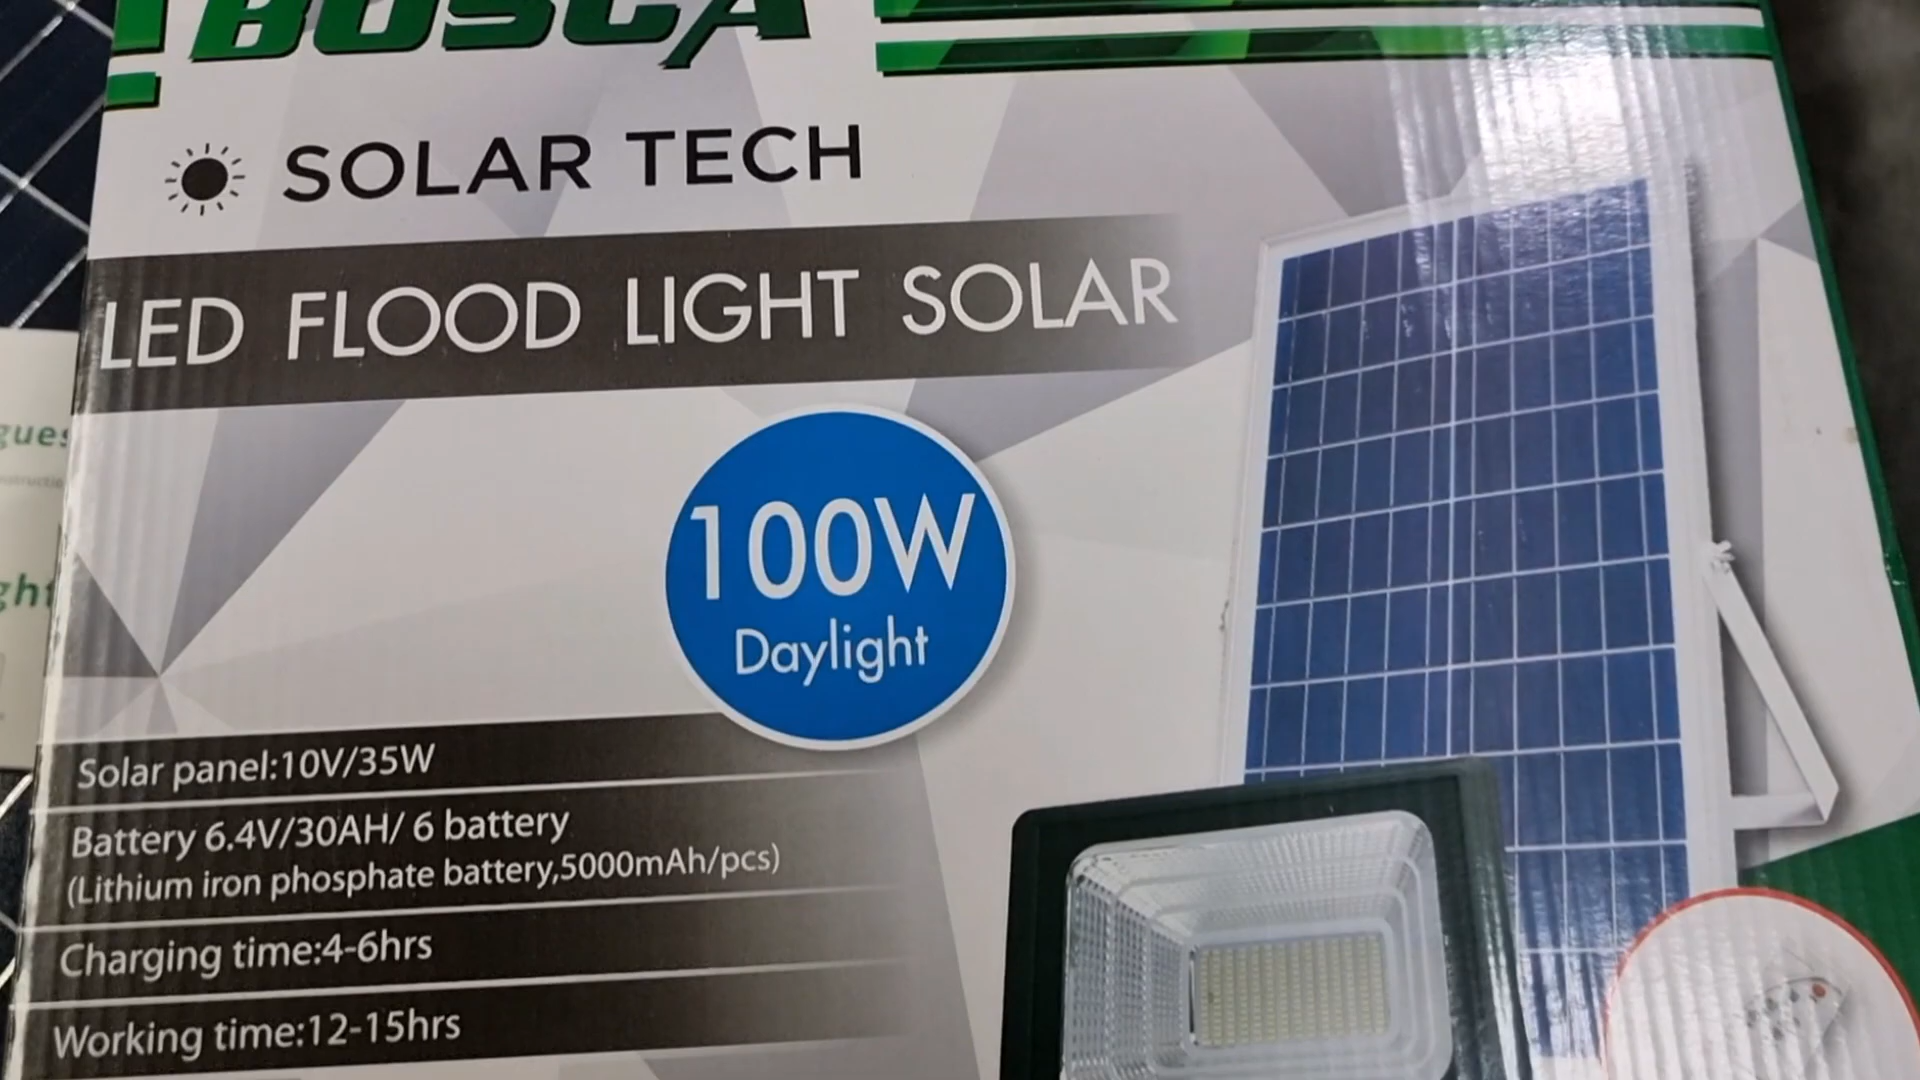 BOSCA
SOLAR TECH
LED FLOOD LIGHT SOLAR
100W
Daylight
Solar panel:10V/35W
Battery 6.4V/30AH/ 6 battery
(Lithium iron phosphate battery,5000mAh/pcs)
Charging time:4-6hrs
Working time:12-15hrs